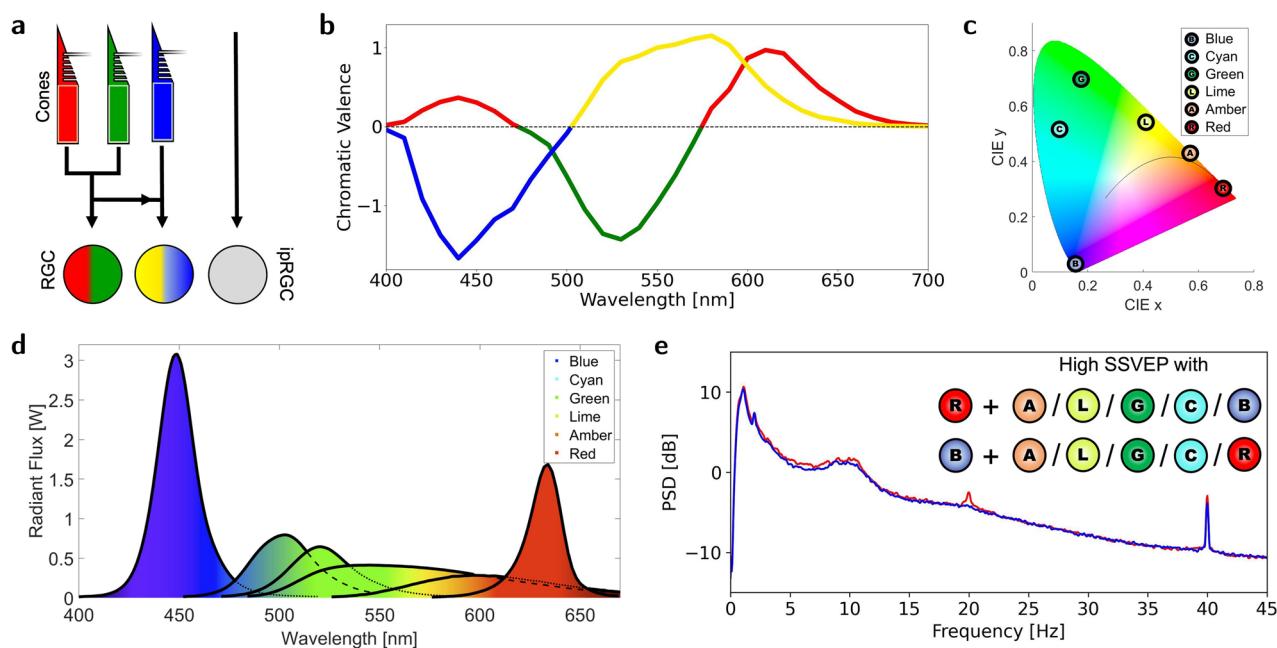 a
Cones
RGC
ipRGC
b
Chromatic Valence
1
0
−1
400 450 500 550 600 650 700
Wavelength [nm]
c
CIE y
0.8
0.6
0.4
0.2
0
0 0.2 0.4 0.6 0.8
CIE x
G
C
L
A
R
B
B Blue
C Cyan
G Green
L Lime
A Amber
R Red
d
Radiant Flux [W]
3
2.5
2
1.5
1
0.5
0
400 450 500 550 600 650
Wavelength [nm]
Blue
Cyan
Green
Lime
Amber
Red
e
PSD [dB]
10
0
−10
0 5 10 15 20 25 30 35 40 45
Frequency [Hz]
High SSVEP with
R + A / L / G / C / B
B + A / L / G / C / R